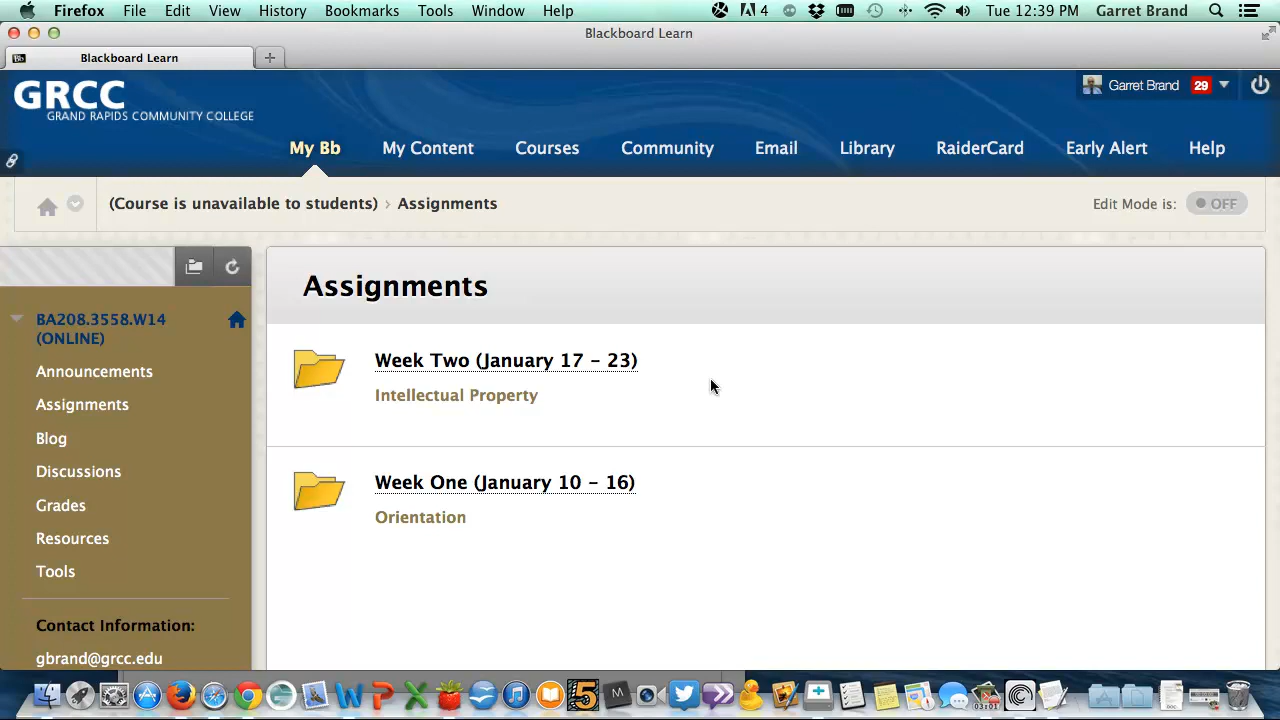 Firefox File Edit View History Bookmarks Tools Window Help 4 Tue 12:39 PM Garret Brand
Blackboard Learn
Bb Blackboard Learn +
GRCC
GRAND RAPIDS COMMUNITY COLLEGE
Garret Brand 29
My Bb My Content Courses Community Email Library RaiderCard Early Alert Help
(Course is unavailable to students) › Assignments Edit Mode is: OFF
Assignments
BA208.3558.W14
(ONLINE)
Announcements
Assignments
Blog
Discussions
Grades
Resources
Tools
Contact Information:
gbrand@grcc.edu
Week Two (January 17 - 23)
Intellectual Property
Week One (January 10 - 16)
Orientation
W P X 5 M 03:01